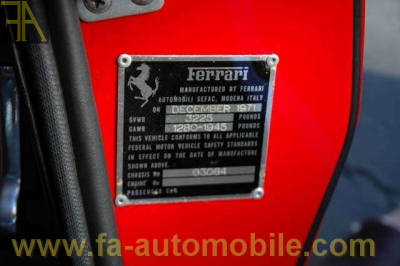 FA
Ferrari
MANUFACTURED BY FERRARI
AUTOMOBILI SEFAC, MODENA ITALY
ON DECEMBER 1971
GVWR 3225 POUNDS
GAWR 1280-1945 POUNDS
THIS VEHICLE CONFORMS TO ALL APPLICABLE
FEDERAL MOTOR VEHICLE SAFETY STANDARDS
IN EFFECT ON THE DATE OF MANUFACTURE
SHOWN ABOVE.
CHASSIS No 03084
ENGINE No
PASSENGER CAR
www.fa-automobile.com